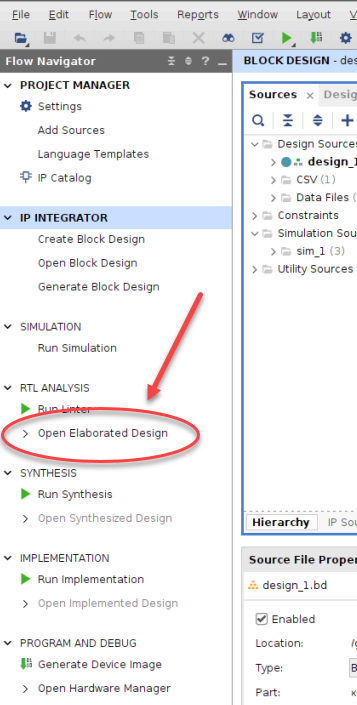 File Edit Flow Tools Reports Window Layout V
Flow Navigator ? BLOCK DESIGN - des
PROJECT MANAGER
Settings
Add Sources
Language Templates
IP Catalog
IP INTEGRATOR
Create Block Design
Open Block Design
Generate Block Design
SIMULATION
Run Simulation
RTL ANALYSIS
Run Linter
Open Elaborated Design
SYNTHESIS
Run Synthesis
Open Synthesized Design
IMPLEMENTATION
Run Implementation
Open Implemented Design
PROGRAM AND DEBUG
Generate Device Image
Open Hardware Manager
Sources × Desig
Design Sources
design_1
CSV (1)
Data Files (
Constraints
Simulation Sou
sim_1 (3)
Utility Sources
Hierarchy IP Sou
Source File Proper
design_1.bd
Enabled
Location: /g
Type: B
Part: